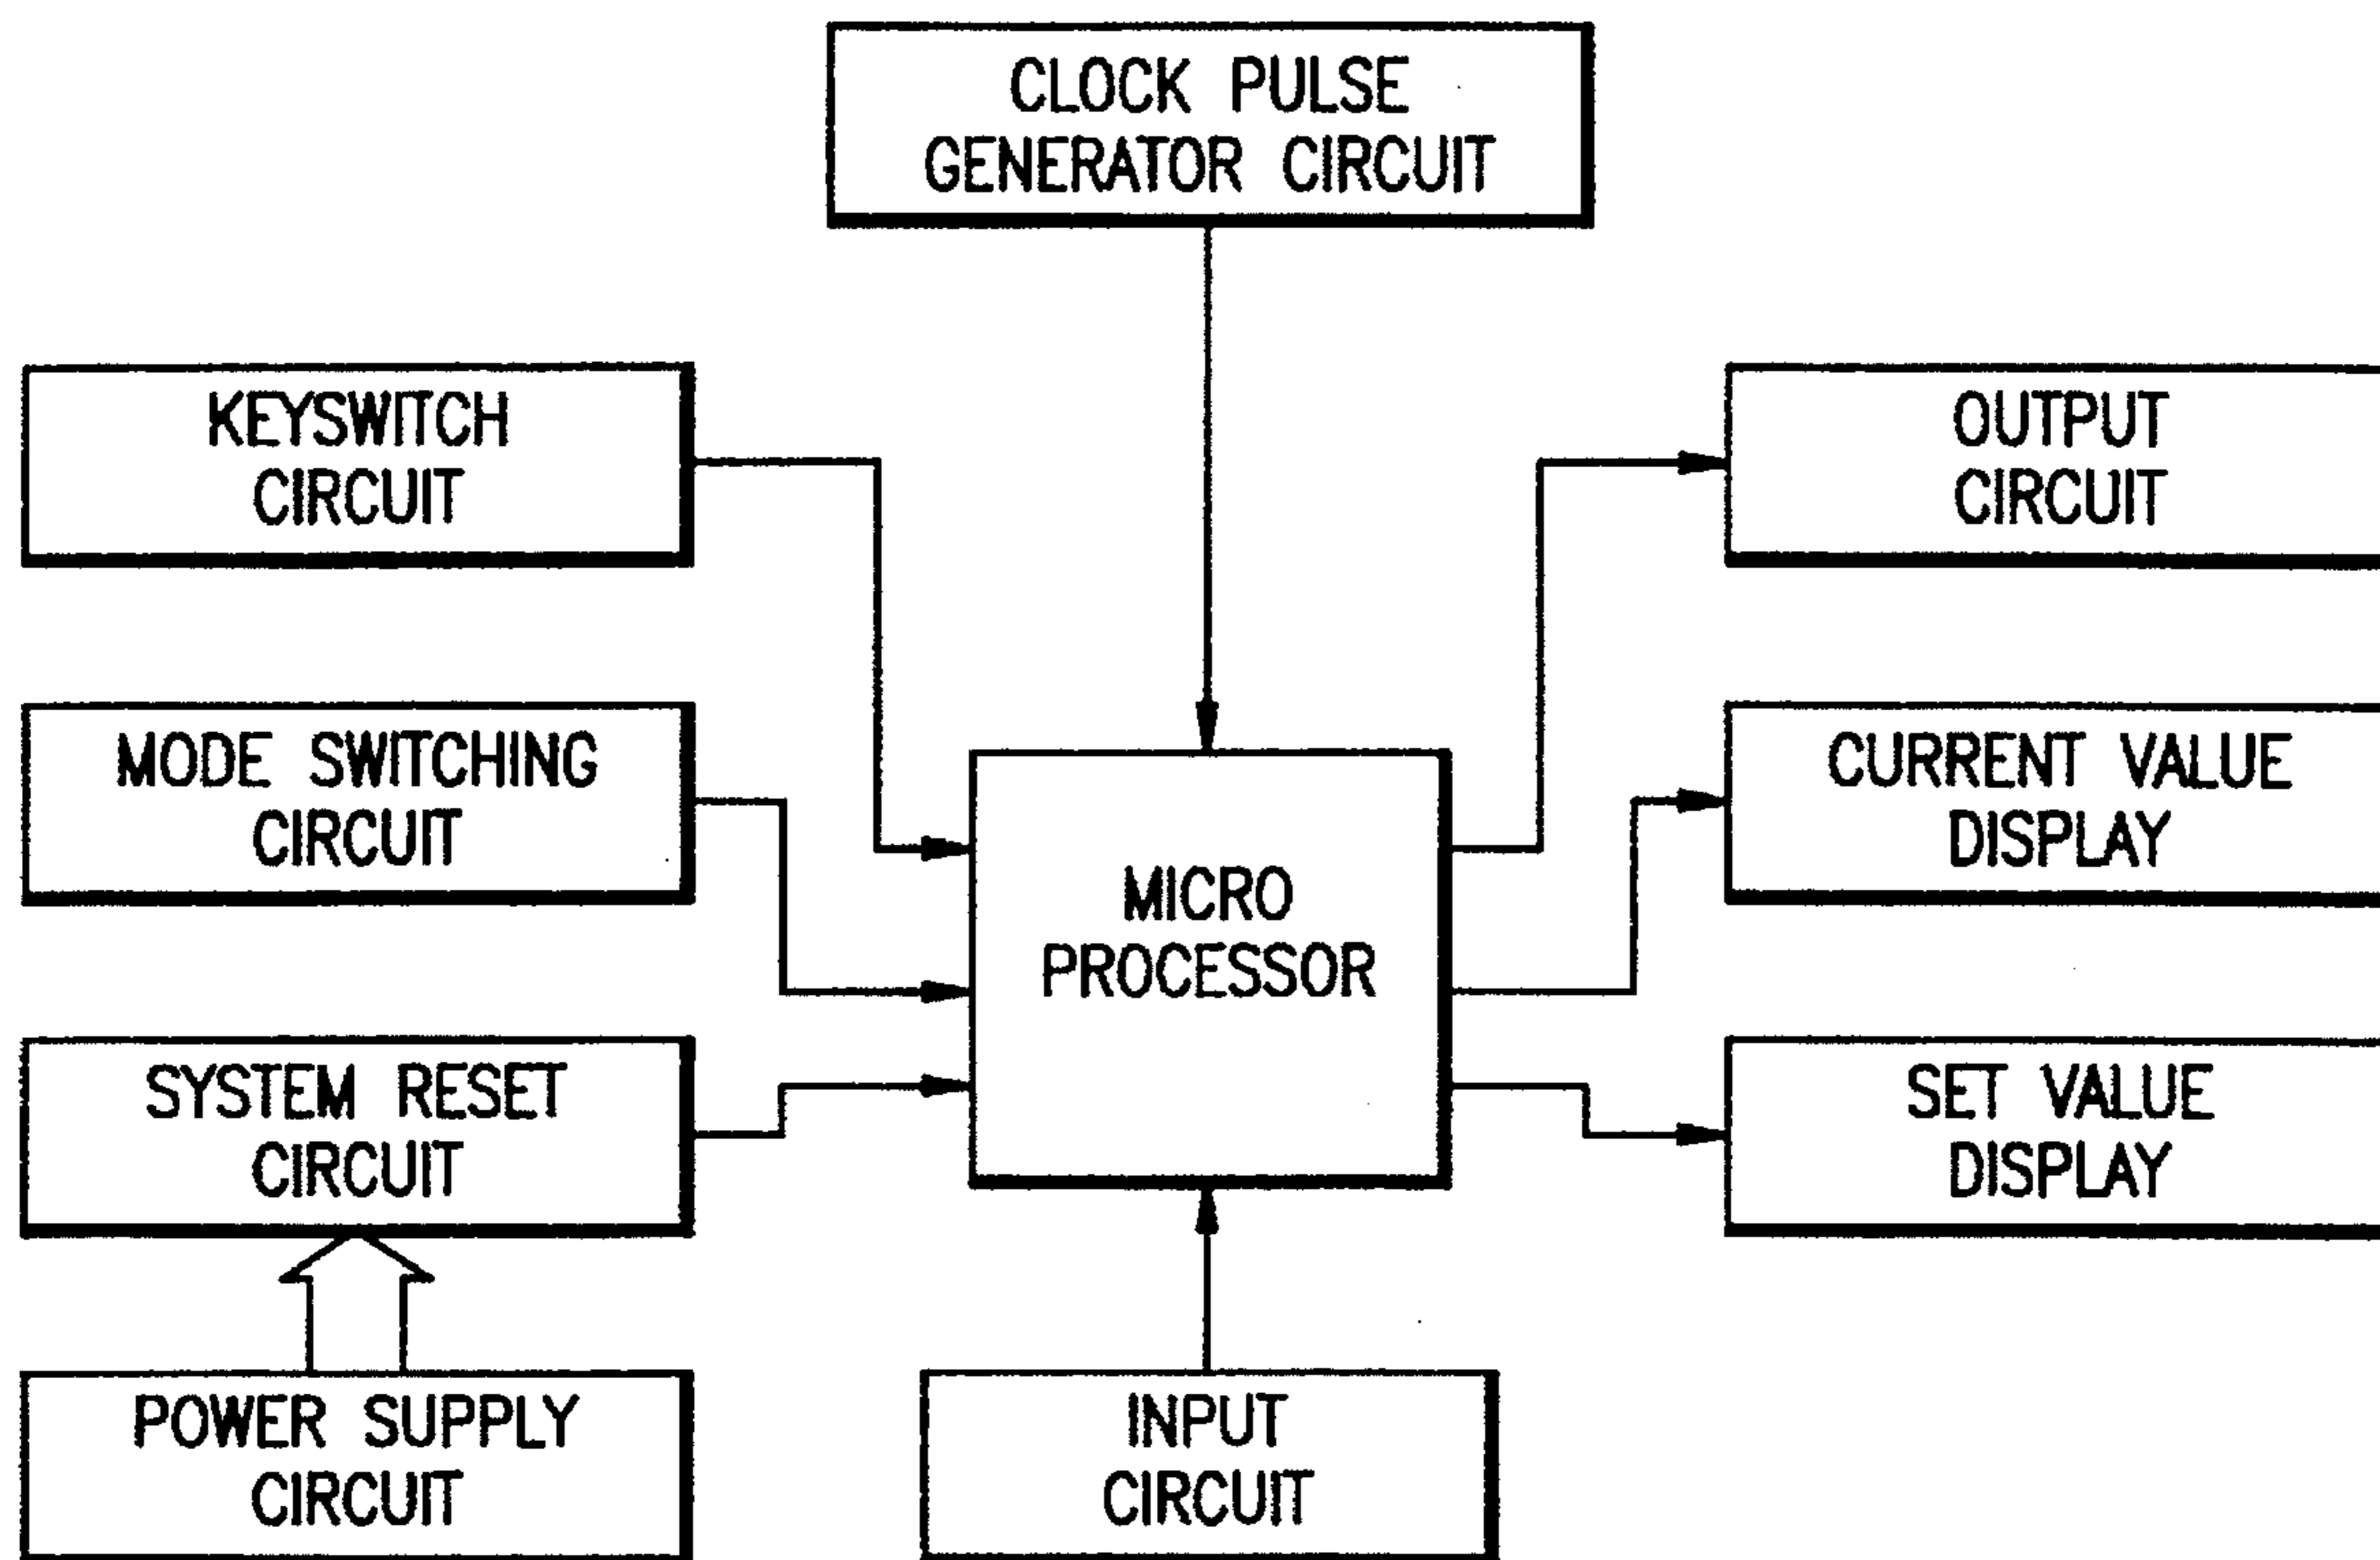 CLOCK PULSE
GENERATOR CIRCUIT
KEYSWITCH
CIRCUIT
OUTPUT
CIRCUIT
MODE SWITCHING
CIRCUIT
CURRENT VALUE
DISPLAY
MICRO
PROCESSOR
SYSTEM RESET
CIRCUIT
SET VALUE
DISPLAY
POWER SUPPLY
CIRCUIT
INPUT
CIRCUIT